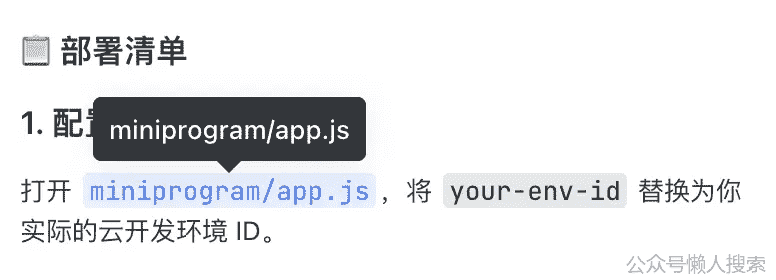 📋 部署清单
1. 配
miniprogram/app.js
打开 miniprogram/app.js，将 your-env-id 替换为你
实际的云开发环境 ID。
公众号懒人搜索